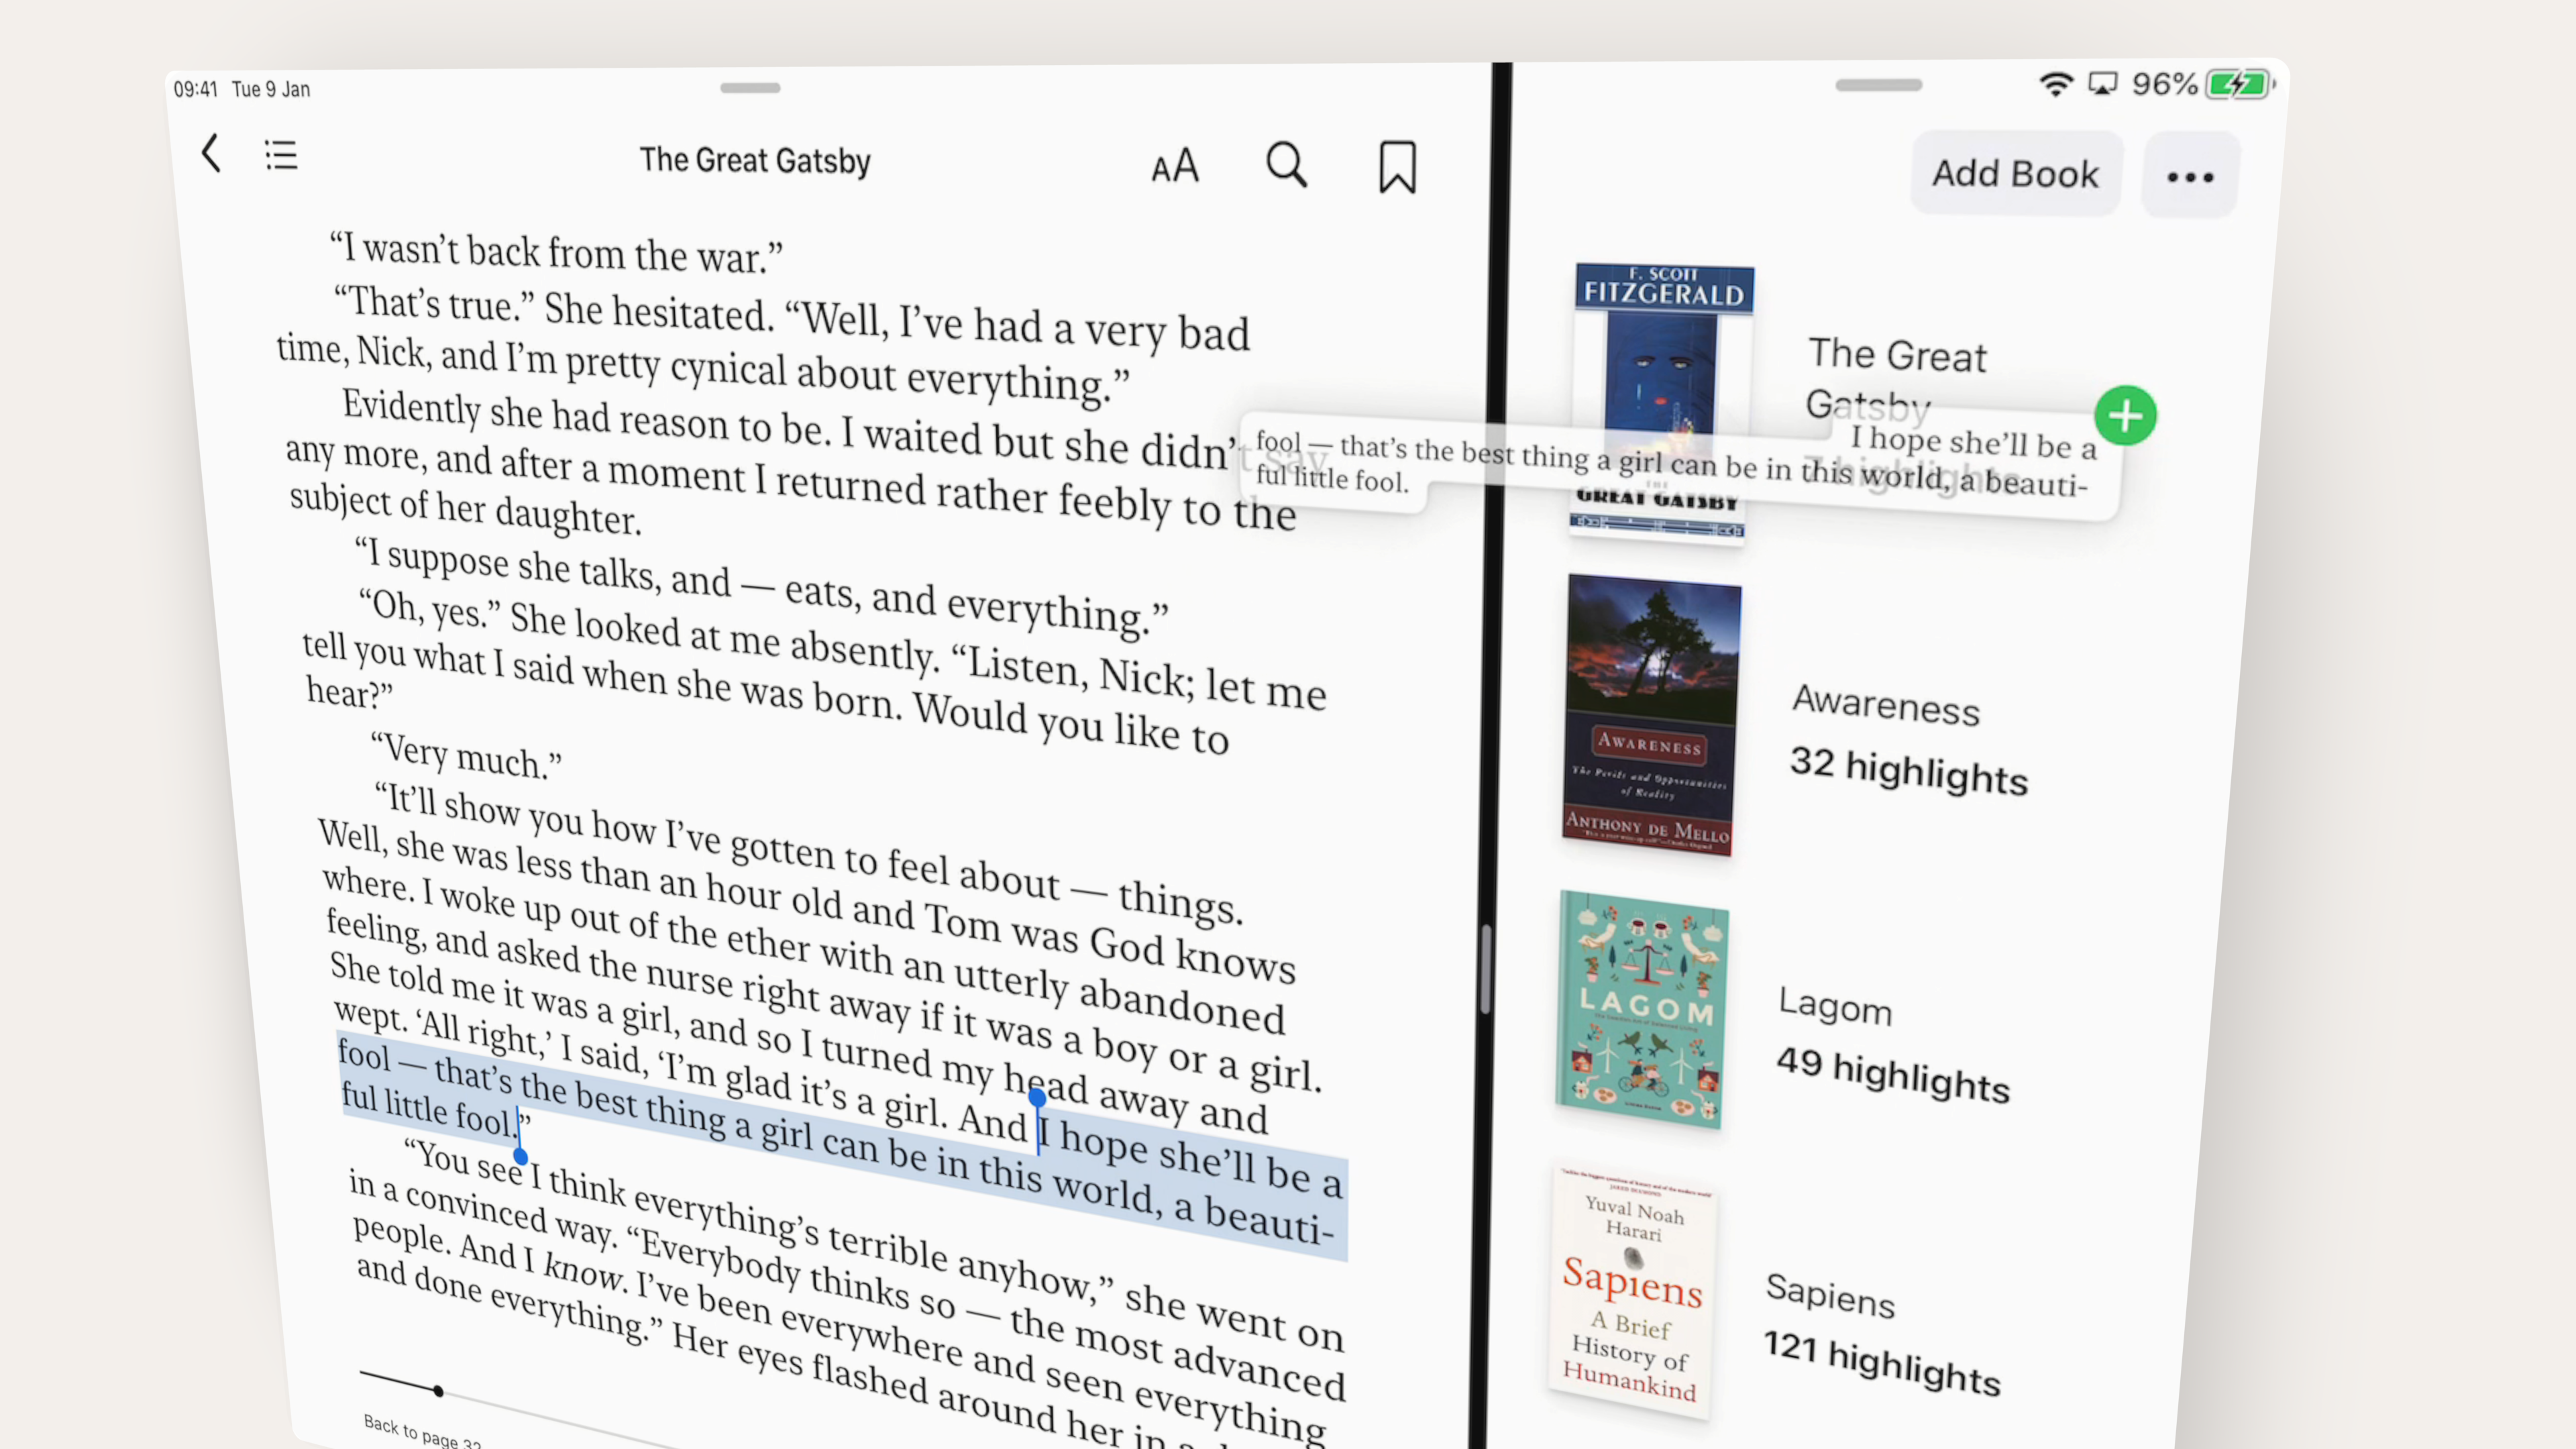 09:41 Tue 9 Jan
96%
The Great Gatsby
AA
“I wasn’t back from the war.”
“That’s true.” She hesitated. “Well, I’ve had a very bad
time, Nick, and I’m pretty cynical about everything.”
Evidently she had reason to be. I waited but she didn’t say
any more, and after a moment I returned rather feebly to the
subject of her daughter.
“I suppose she talks, and — eats, and everything.”
“Oh, yes.” She looked at me absently. “Listen, Nick; let me
tell you what I said when she was born. Would you like to
hear?”
“Very much.”
“It’ll show you how I’ve gotten to feel about — things.
Well, she was less than an hour old and Tom was God knows
where. I woke up out of the ether with an utterly abandoned
feeling, and asked the nurse right away if it was a boy or a girl.
She told me it was a girl, and so I turned my head away and
wept. ‘All right,’ I said, ‘I’m glad it’s a girl. And I hope she’ll be a
fool — that’s the best thing a girl can be in this world, a beauti-
ful little fool.”
“You see I think everything’s terrible anyhow,” she went on
in a convinced way. “Everybody thinks so — the most advanced
people. And I know. I’ve been everywhere and seen everything
and done everything.” Her eyes flashed around her in a
Back to page 32
I hope she’ll be a
fool — that’s the best thing a girl can be in this world, a beauti-
ful little fool.
Add Book
F. SCOTT
FITZGERALD
THE
GREAT GATSBY
The Great
Gatsby
7 highlights
AWARENESS
The Perils and Opportunities
of Reality
ANTHONY DE MELLO
Awareness
32 highlights
LAGOM
Lagom
49 highlights
Yuval Noah
Harari
Sapiens
A Brief
History of
Humankind
Sapiens
121 highlights